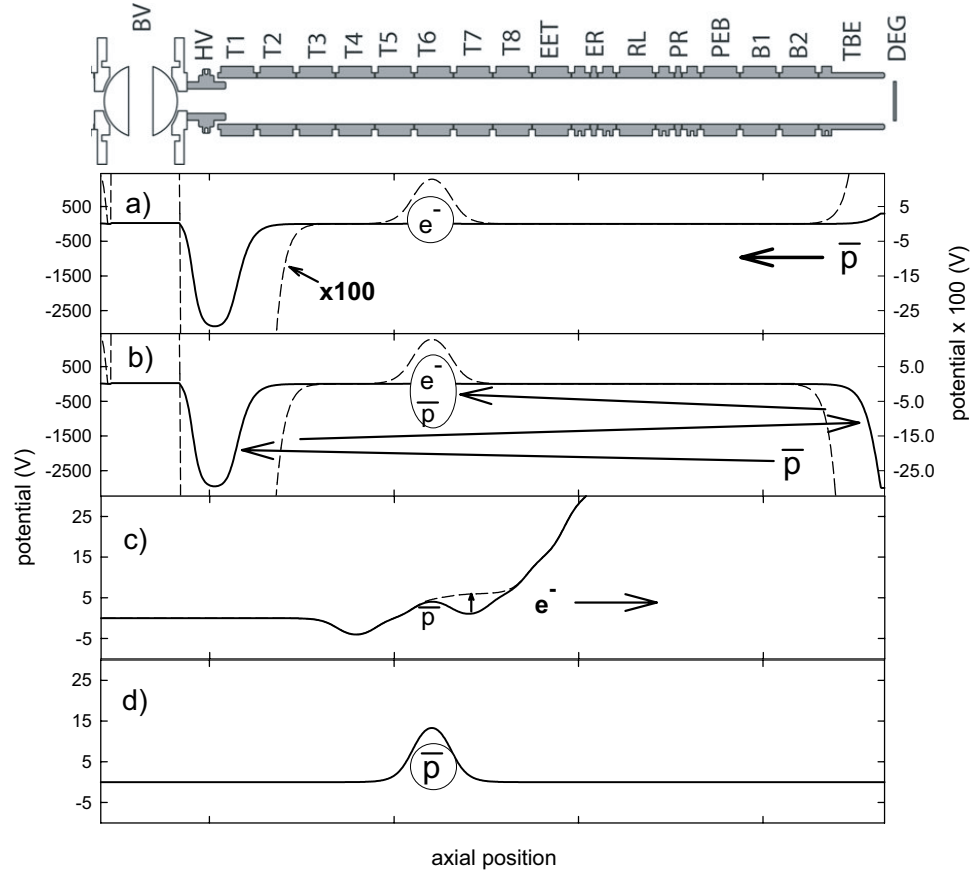 BV HV T1 T2 T3 T4 T5 T6 T7 T8 EET ER RL PR PEB B1 B2 TBE DEG
a)
500
-500
-1500
-2500
e-
x100
p̅
5
-5
-15
-25
b)
500
-500
-1500
-2500
e-
p̅
p̅
5.0
-5.0
-15.0
-25.0
potential (V)
potential x 100 (V)
c)
25
15
5
-5
p̅
e-
d)
25
15
5
-5
p̅
axial position